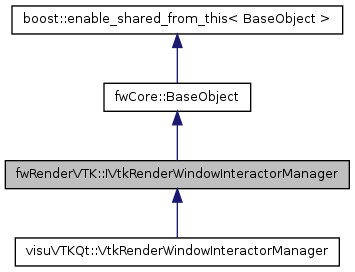 boost::enable_shared_from_this< BaseObject >
fwCore::BaseObject
fwRenderVTK::IVtkRenderWindowInteractorManager
visuVTKQt::VtkRenderWindowInteractorManager